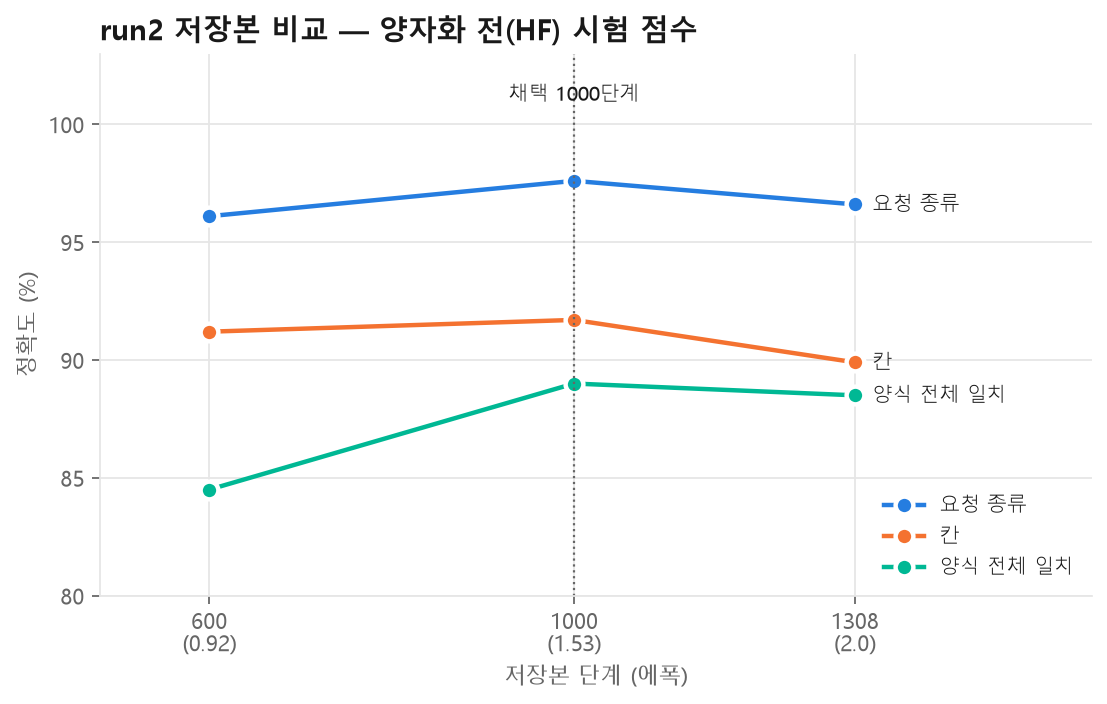 run2 저장본 비교 — 양자화 전(HF) 시험 점수
채택 1000단계
100
95
90
85
80
정확도 (%)
요청 종류
칸
양식 전체 일치
요청 종류
칸
양식 전체 일치
600
(0.92)
1000
(1.53)
1308
(2.0)
저장본 단계 (에폭)